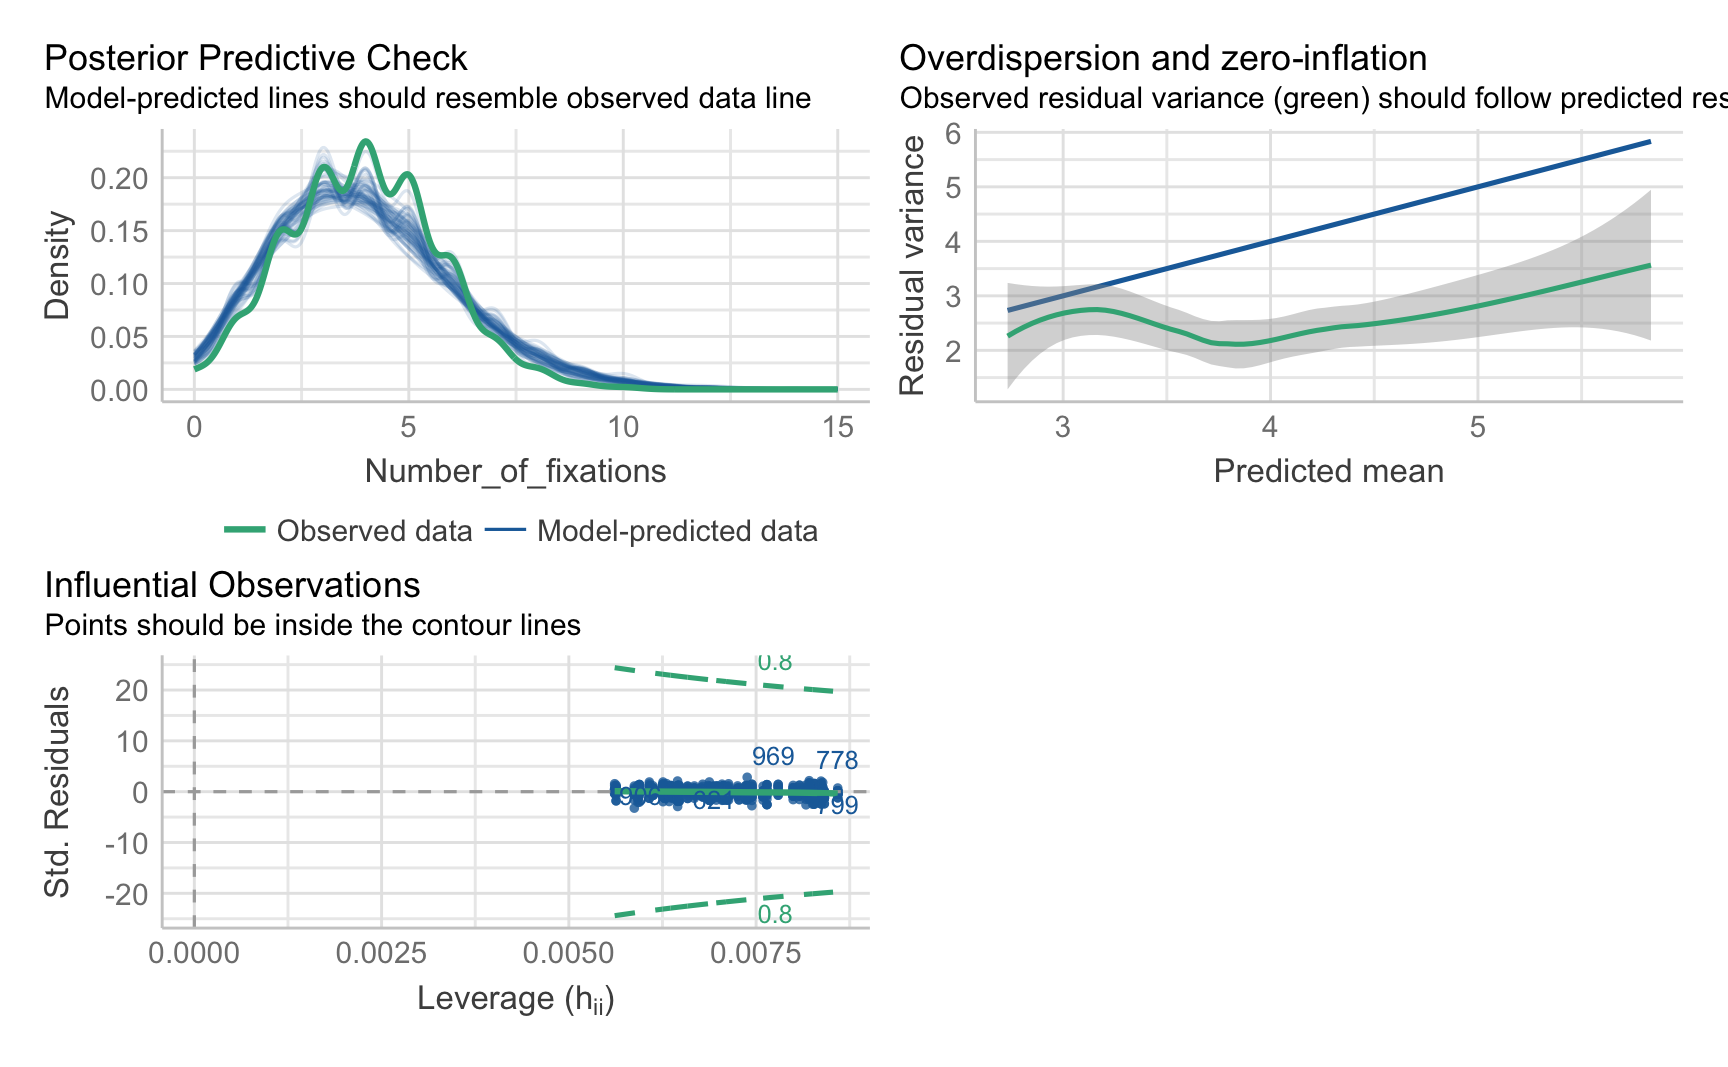 Posterior Predictive Check
Model-predicted lines should resemble observed data line
Density
0.20
0.15
0.10
0.05
0.00
0 5 10 15
Number_of_fixations
Observed data Model-predicted data
Overdispersion and zero-inflation
Observed residual variance (green) should follow predicted res
Residual variance
6
5
4
3
2
3 4 5
Predicted mean
Influential Observations
Points should be inside the contour lines
Std. Residuals
20
10
0
-10
-20
0.8
969 778
799
0.8
0.0000 0.0025 0.0050 0.0075
Leverage (hii)